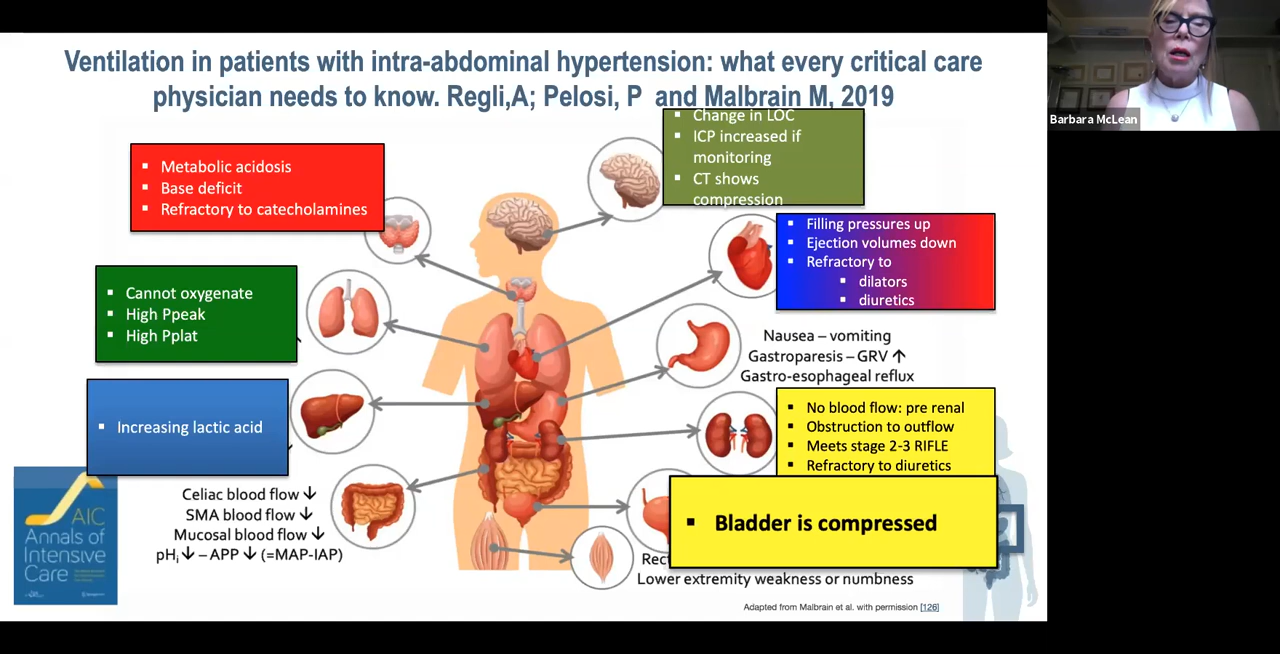 Ventilation in patients with intra-abdominal hypertension: what every critical care
physician needs to know. Regli,A; Pelosi, P and Malbrain M, 2019
Barbara McLean
▪ Metabolic acidosis
▪ Base deficit
▪ Refractory to catecholamines
Change in LOC
▪ ICP increased if
monitoring
▪ CT shows
compression
▪ Filling pressures up
▪ Ejection volumes down
▪ Refractory to
▪ dilators
▪ diuretics
▪ Cannot oxygenate
▪ High Ppeak
▪ High Pplat
Nausea – vomiting
Gastroparesis – GRV ↑
Gastro-esophageal reflux
▪ Increasing lactic acid
▪ No blood flow: pre renal
▪ Obstruction to outflow
▪ Meets stage 2-3 RIFLE
▪ Refractory to diuretics
Celiac blood flow ↓
SMA blood flow ↓
Mucosal blood flow ↓
pHi ↓ – APP ↓ (=MAP-IAP)
▪ Bladder is compressed
Lower extremity weakness or numbness
AIC
Annals of
Intensive
Care
Adapted from Malbrain et al. with permission [126]